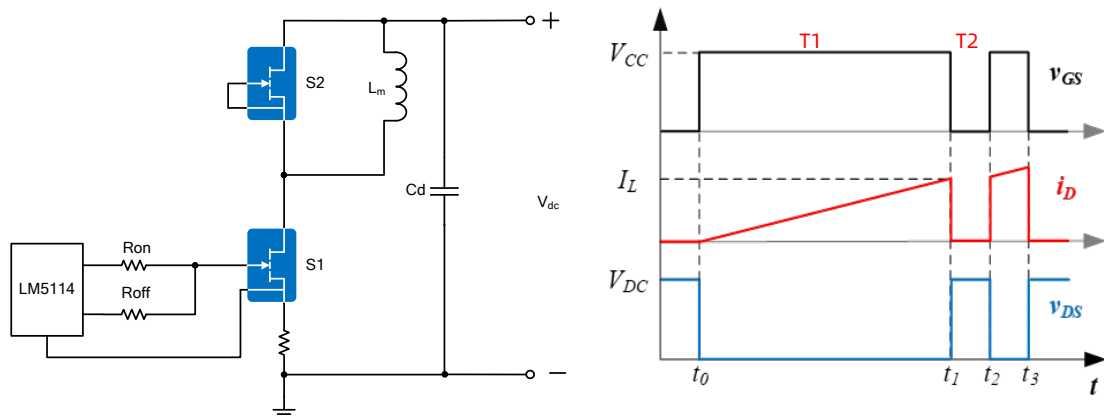 +
S2
Lm
Cd
Vdc
Ron
LM5114
S1
Roff
−
T1
T2
VCC
vGS
IL
iD
VDC
vDS
t0
t1
t2
t3
t